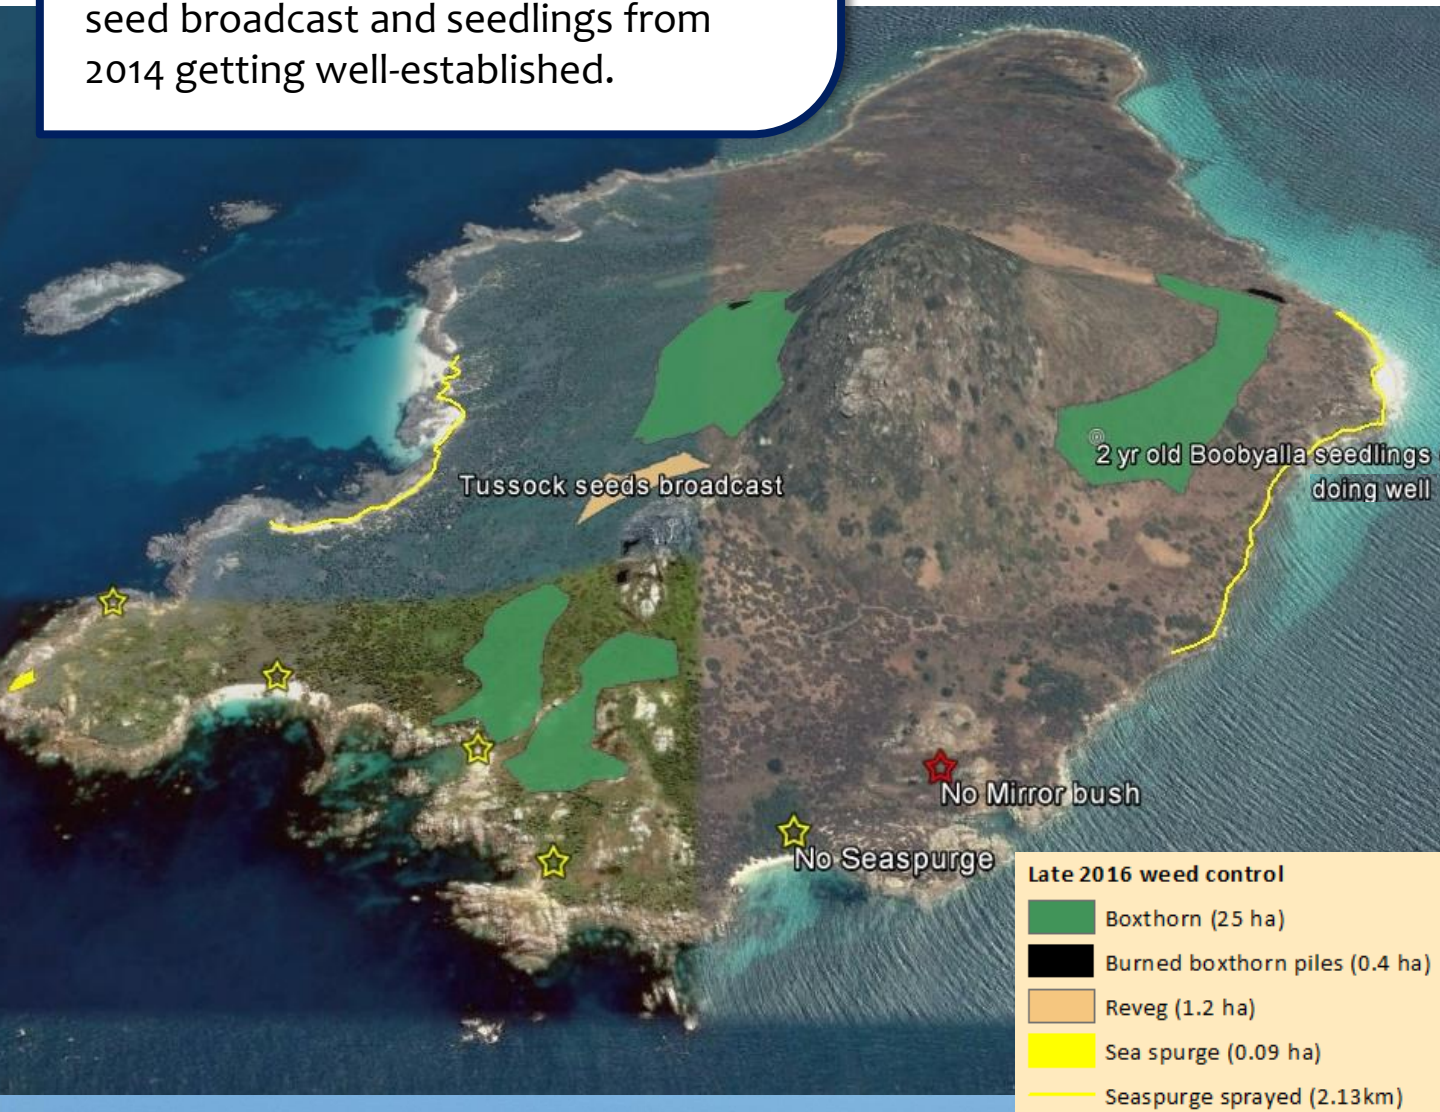 seed broadcast and seedlings from
2014 getting well-established.
Tussock seeds broadcast
2 yr old Boobyalla seedlings
doing well
No Mirror bush
No Seaspurge
Late 2016 weed control
Boxthorn (25 ha)
Burned boxthorn piles (0.4 ha)
Reveg (1.2 ha)
Sea spurge (0.09 ha)
Seaspurge sprayed (2.13km)